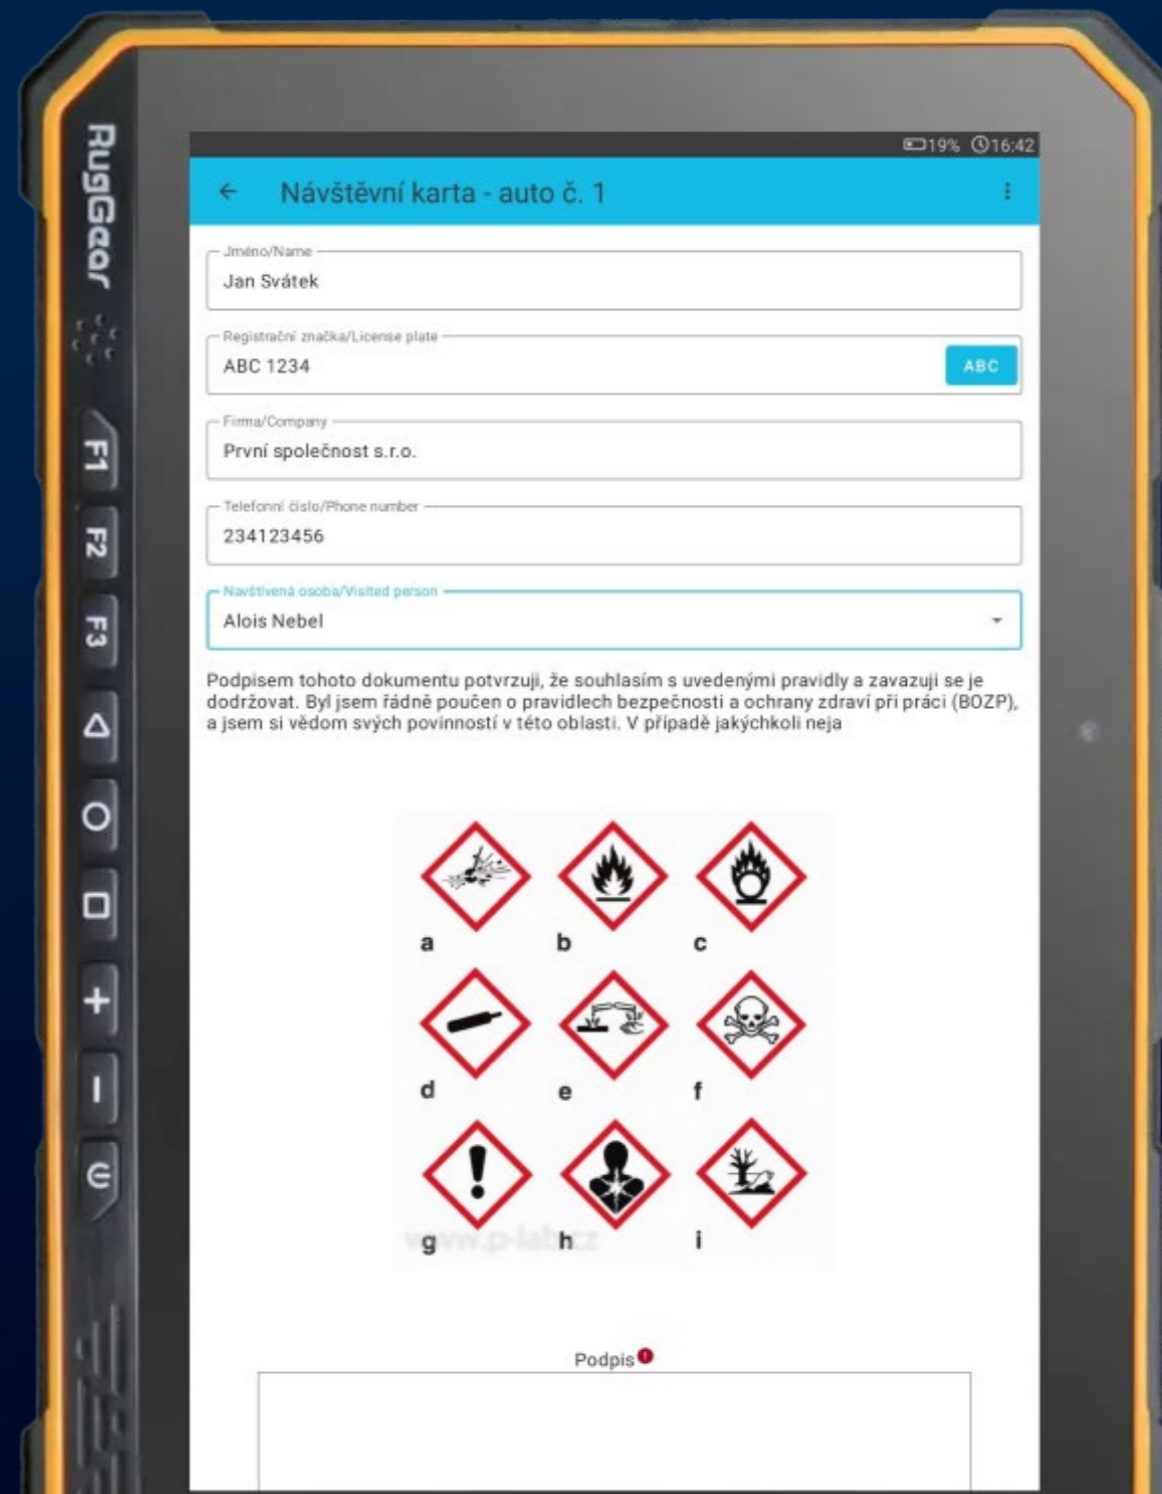 RugGear
F1
F2
F3
19% 16:42
Návštěvní karta - auto č. 1
Jméno/Name
Jan Svátek
Registrační značka/License plate
ABC 1234
ABC
Firma/Company
První společnost s.r.o.
Telefonní číslo/Phone number
234123456
Navštívená osoba/Visited person
Alois Nebel
Podpisem tohoto dokumentu potvrzuji, že souhlasím s uvedenými pravidly a zavazuji se je
dodržovat. Byl jsem řádně poučen o pravidlech bezpečnosti a ochrany zdraví při práci (BOZP),
a jsem si vědom svých povinností v této oblasti. V případě jakýchkoli neja
a b c
d e f
g h i
www.p-lab.cz
Podpis